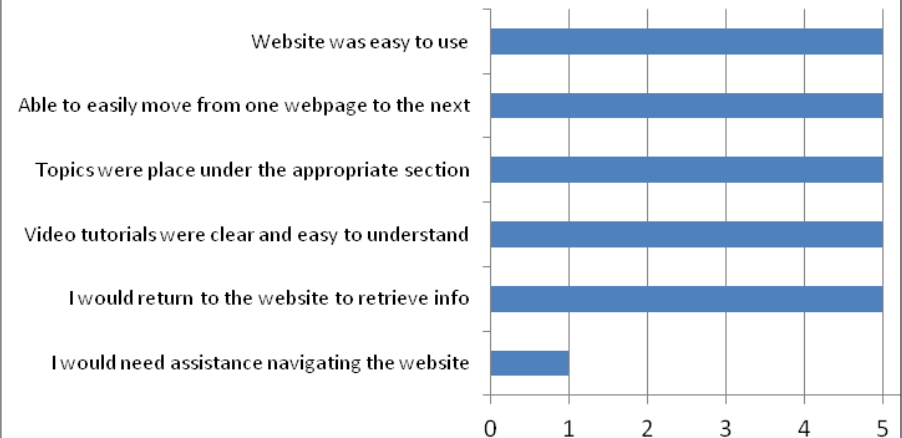 Website was easy to use
Able to easily move from one webpage to the next
Topics were place under the appropriate section
Video tutorials were clear and easy to understand
I would return to the website to retrieve info
I would need assistance navigating the website
0 1 2 3 4 5